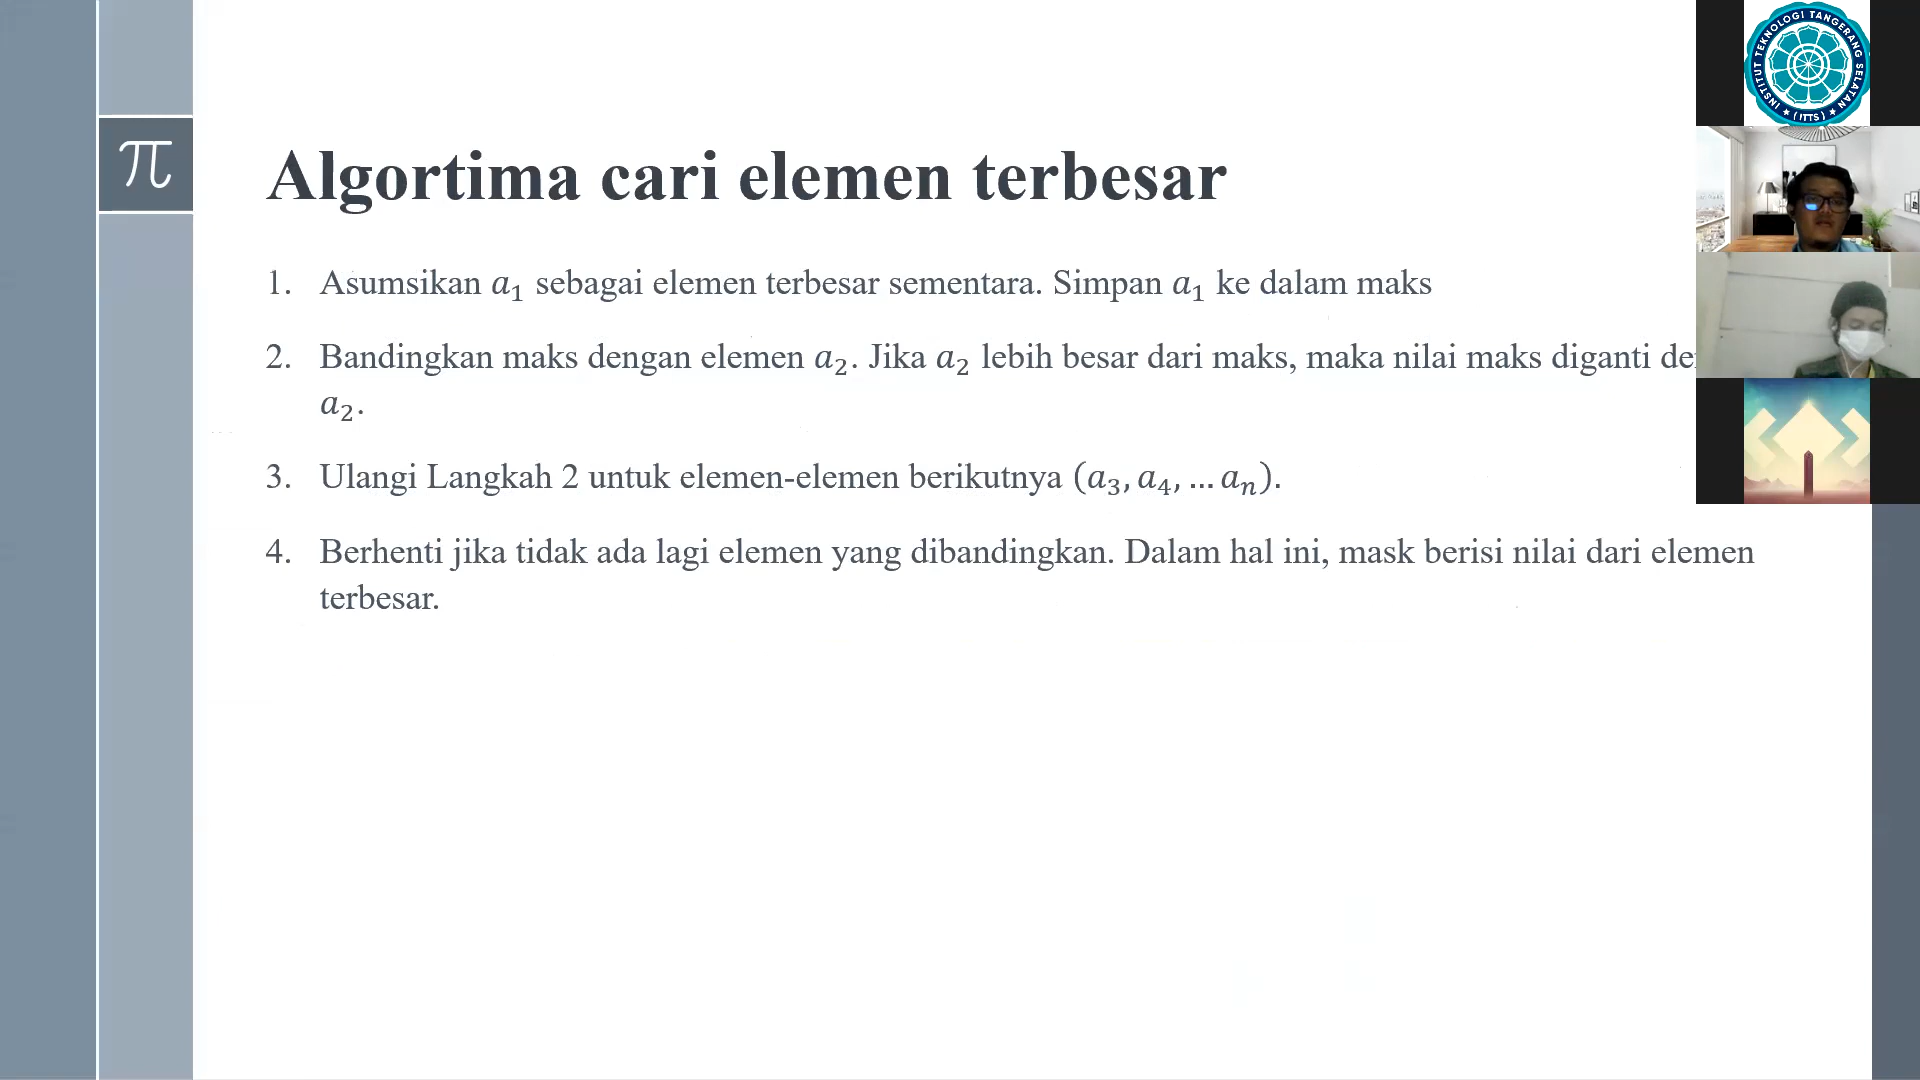 π
Algortima cari elemen terbesar
1. Asumsikan a₁ sebagai elemen terbesar sementara. Simpan a₁ ke dalam maks
2. Bandingkan maks dengan elemen a₂. Jika a₂ lebih besar dari maks, maka nilai maks diganti
a₂.
3. Ulangi Langkah 2 untuk elemen-elemen berikutnya (a₃, a₄, … aₙ).
4. Berhenti jika tidak ada lagi elemen yang dibandingkan. Dalam hal ini, mask berisi nilai dari elemen
terbesar.
INSTITUT TEKNOLOGI TANGERANG SELATAN
( ITTS )